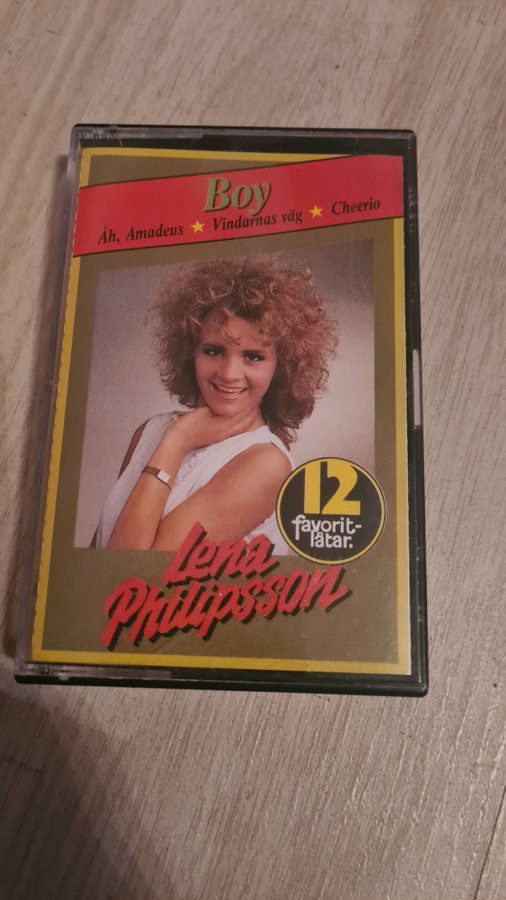 Boy
Åh, Amadeus ★ Vindarnas väg ★ Cheerio
12
favorit-
låtar.
Lena
Philipsson